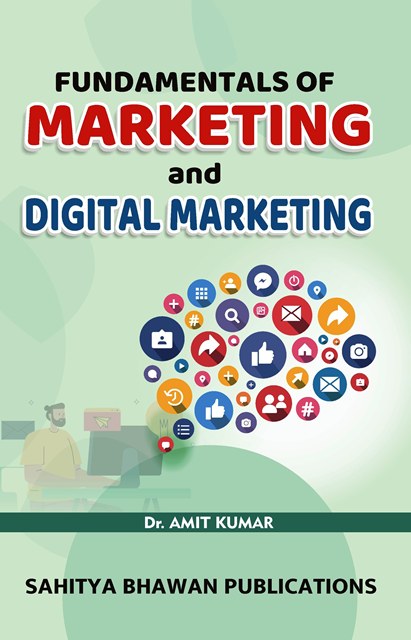 FUNDAMENTALS OF
MARKETING
and
DIGITAL MARKETING
Dr. AMIT KUMAR
SAHITYA BHAWAN PUBLICATIONS